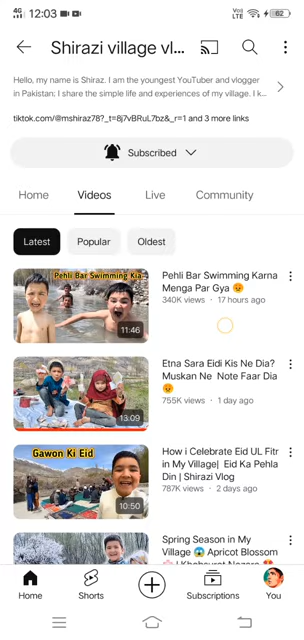 4G 12:03
Vo)
LTE 62
Shirazi village vl...
Hello, my name is Shiraz. I am the youngest YouTuber and vlogger
in Pakistan; I share the simple life and experiences of my village. I k...
tiktok.com/@mshiraz78?_t=8j7vBRuL7bz&_r=1 and 3 more links
Subscribed
Home Videos Live Community
Latest Popular Oldest
Pehli Bar Swimming Kia
11:46
Pehli Bar Swimming Karna
Menga Par Gya 😡
340K views · 17 hours ago
13:09
Etna Sara Eidi Kis Ne Dia?
Muskan Ne Note Faar Dia
😡
755K views · 1 day ago
Gawon Ki Eid
10:50
How i Celebrate Eid UL Fitr
in My Village| Eid Ka Pehla
Din | Shirazi Vlog
787K views · 2 days ago
Spring Season in My
Village 😱 Apricot Blossom
Home Shorts Subscriptions You